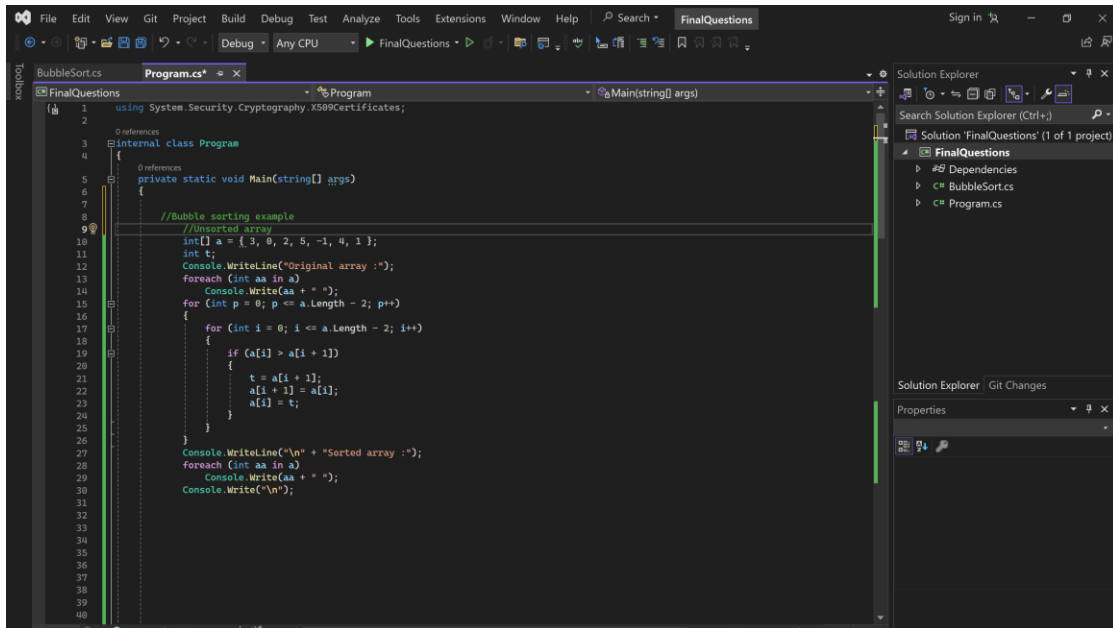 File Edit View Git Project Build Debug Test Analyze Tools Extensions Window Help Search FinalQuestions Sign in
Debug Any CPU FinalQuestions
Toolbox
BubbleSort.cs Program.cs*
FinalQuestions Program Main(string[] args)
1 using System.Security.Cryptography.X509Certificates;
2
0 references
3 internal class Program
4 {
0 references
5 private static void Main(string[] args)
6 {
7
8 //Bubble sorting example
9 //Unsorted array
10 int[] a = { 3, 0, 2, 5, -1, 4, 1 };
11 int t;
12 Console.WriteLine("Original array :");
13 foreach (int aa in a)
14 Console.Write(aa + " ");
15 for (int p = 0; p <= a.Length - 2; p++)
16 {
17 for (int i = 0; i <= a.Length - 2; i++)
18 {
19 if (a[i] > a[i + 1])
20 {
21 t = a[i + 1];
22 a[i + 1] = a[i];
23 a[i] = t;
24 }
25 }
26 }
27 Console.WriteLine("\n" + "Sorted array :");
28 foreach (int aa in a)
29 Console.Write(aa + " ");
30 Console.Write("\n");
31
32
33
34
35
36
37
38
39
40
Solution Explorer
Search Solution Explorer (Ctrl+;)
Solution 'FinalQuestions' (1 of 1 project)
FinalQuestions
Dependencies
C# BubbleSort.cs
C# Program.cs
Solution Explorer Git Changes
Properties